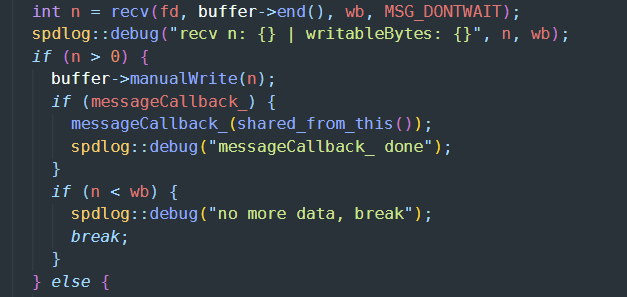 int n = recv(fd, buffer->end(), wb, MSG_DONTWAIT);
spdlog::debug("recv n: {} | writableBytes: {}", n, wb);
if (n > 0) {
  buffer->manualWrite(n);
  if (messageCallback_) {
    messageCallback_(shared_from_this());
    spdlog::debug("messageCallback_ done");
  }
  if (n < wb) {
    spdlog::debug("no more data, break");
    break;
  }
} else {